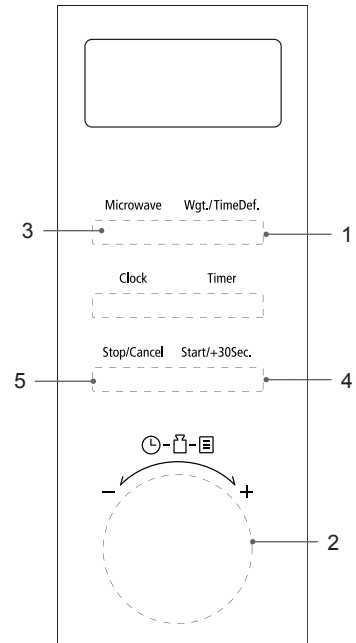 Microwave Wgt./TimeDef.
3 1
Clock Timer
Stop/Cancel Start/+30Sec.
5 4
- +
2